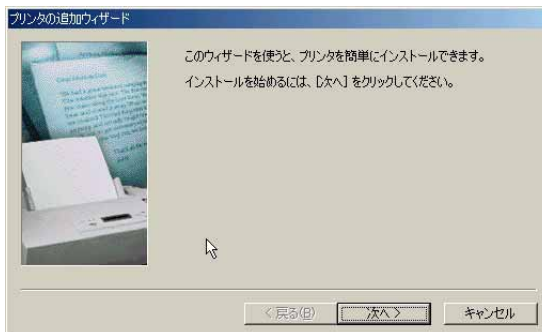 プリンタの追加ウィザード
このウィザードを使うと、プリンタを簡単にインストールできます。
インストールを始めるには、[次へ] をクリックしてください。
< 戻る(B)
次へ >
キャンセル